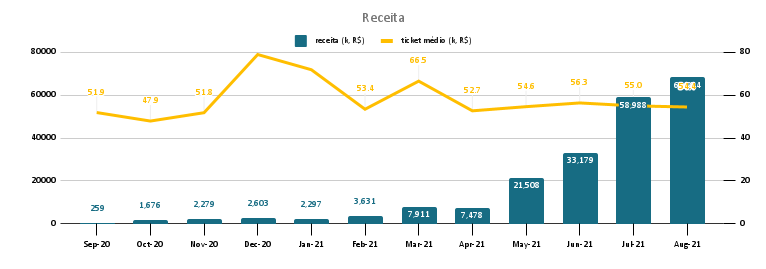 Receita
receita (k, R$) ticket médio (k, R$)
80000 80
60000 60
40000 40
20000 20
0 0
51.9 47.9 51.8 53.4 66.5 52.7 54.6 56.3 55.0
259 1,676 2,279 2,603 2,297 3,631 7,911 7,478 21,508 33,179 58,988
Sep-20 Oct-20 Nov-20 Dec-20 Jan-21 Feb-21 Mar-21 Apr-21 May-21 Jun-21 Jul-21 Aug-21